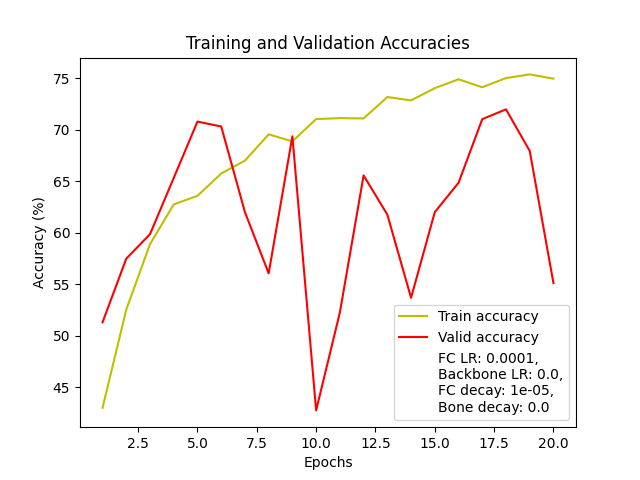 Training and Validation Accuracies
Accuracy (%)
75
70
65
60
55
50
45
Train accuracy
Valid accuracy
FC LR: 0.0001,
Backbone LR: 0.0,
FC decay: 1e-05,
Bone decay: 0.0
2.5 5.0 7.5 10.0 12.5 15.0 17.5 20.0
Epochs